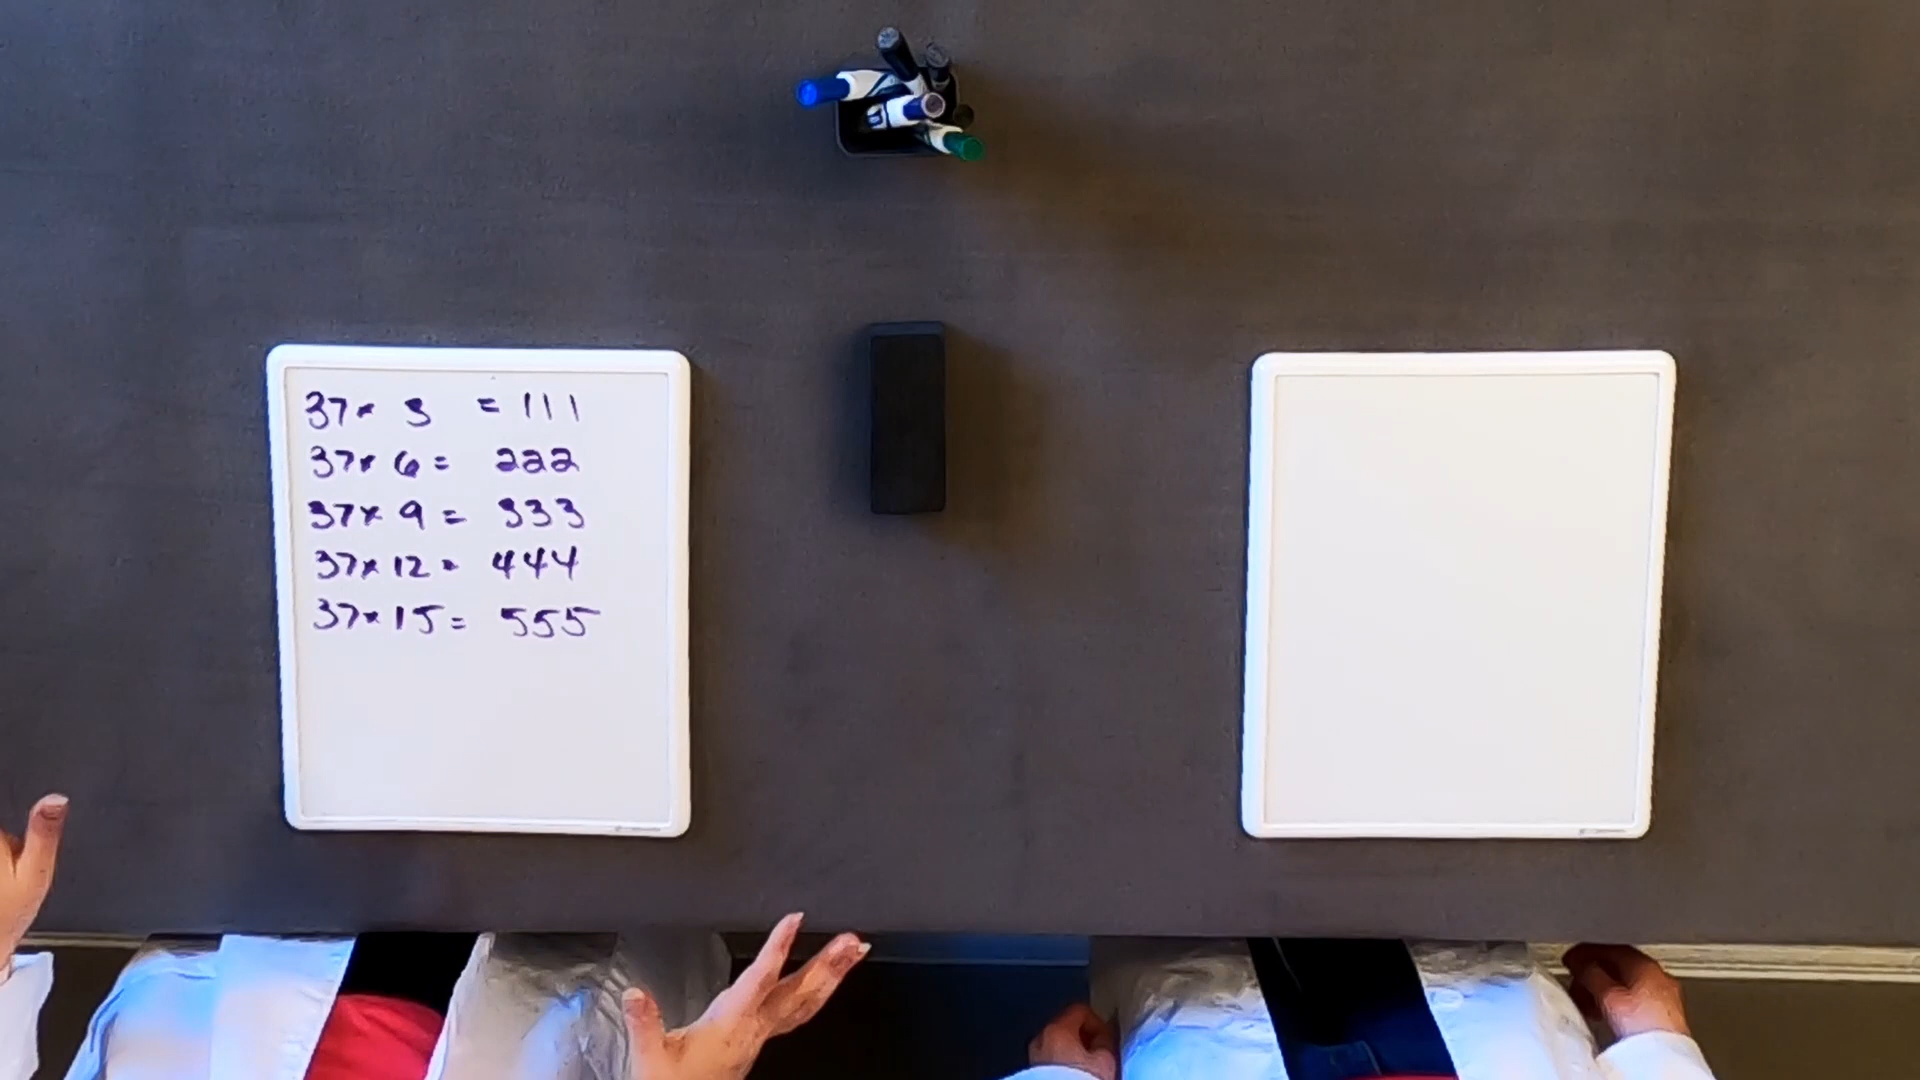 37× 3 = 111
37× 6 = 222
37× 9 = 333
37× 12 = 444
37× 15 = 555